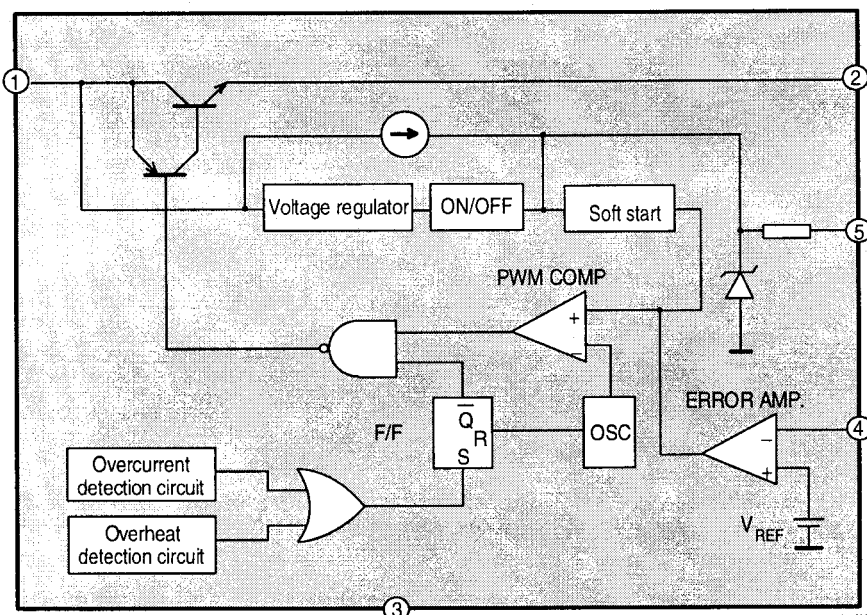 1
2
Voltage regulator
ON/OFF
Soft start
5
PWM COMP
+
−
ERROR AMP.
4
−
+
F/F
Q̅
R
S
OSC
Overcurrent
detection circuit
Overheat
detection circuit
VREF
3